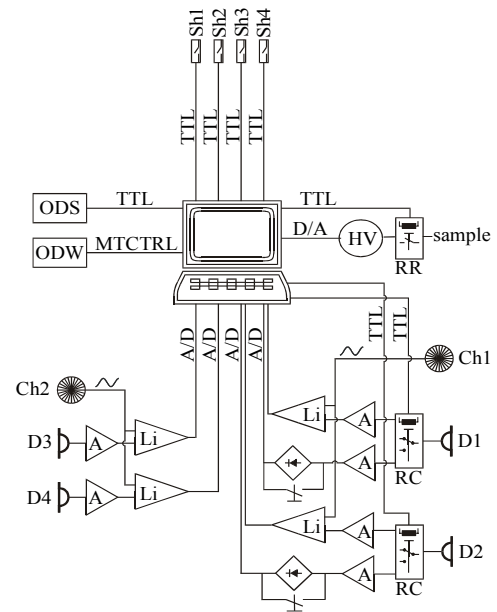 Sh1
Sh2
Sh3
Sh4
TTL
TTL
TTL
TTL
ODS
TTL
TTL
ODW
MTCTRL
D/A
HV
sample
RR
A/D
A/D
A/D
A/D
TTL
TTL
Ch2
Ch1
D3
A
Li
Li
A
D1
D4
A
Li
A
RC
Li
A
D2
A
RC